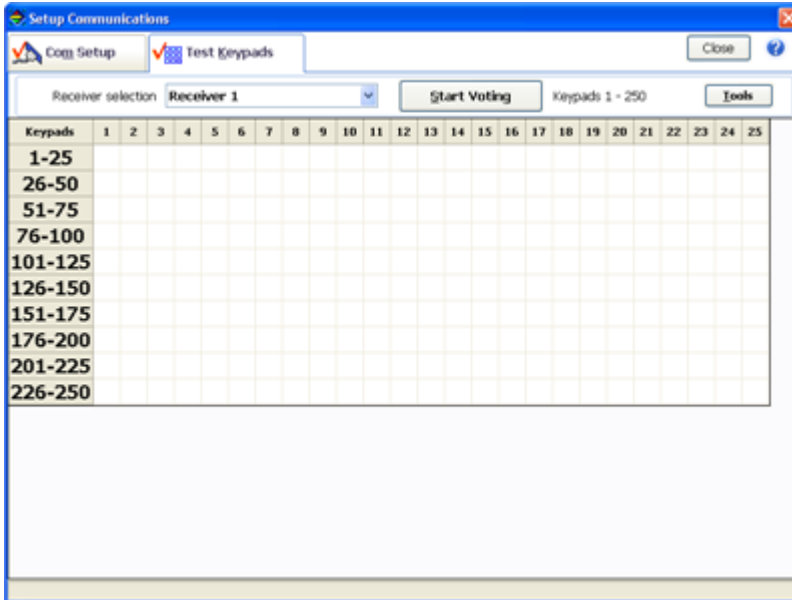 Setup Communications
Com Setup Test Keypads Close ?
Receiver selection Receiver 1 Start Voting Keypads 1 - 250 Tools
Keypads 1 2 3 4 5 6 7 8 9 10 11 12 13 14 15 16 17 18 19 20 21 22 23 24 25
1-25
26-50
51-75
76-100
101-125
126-150
151-175
176-200
201-225
226-250